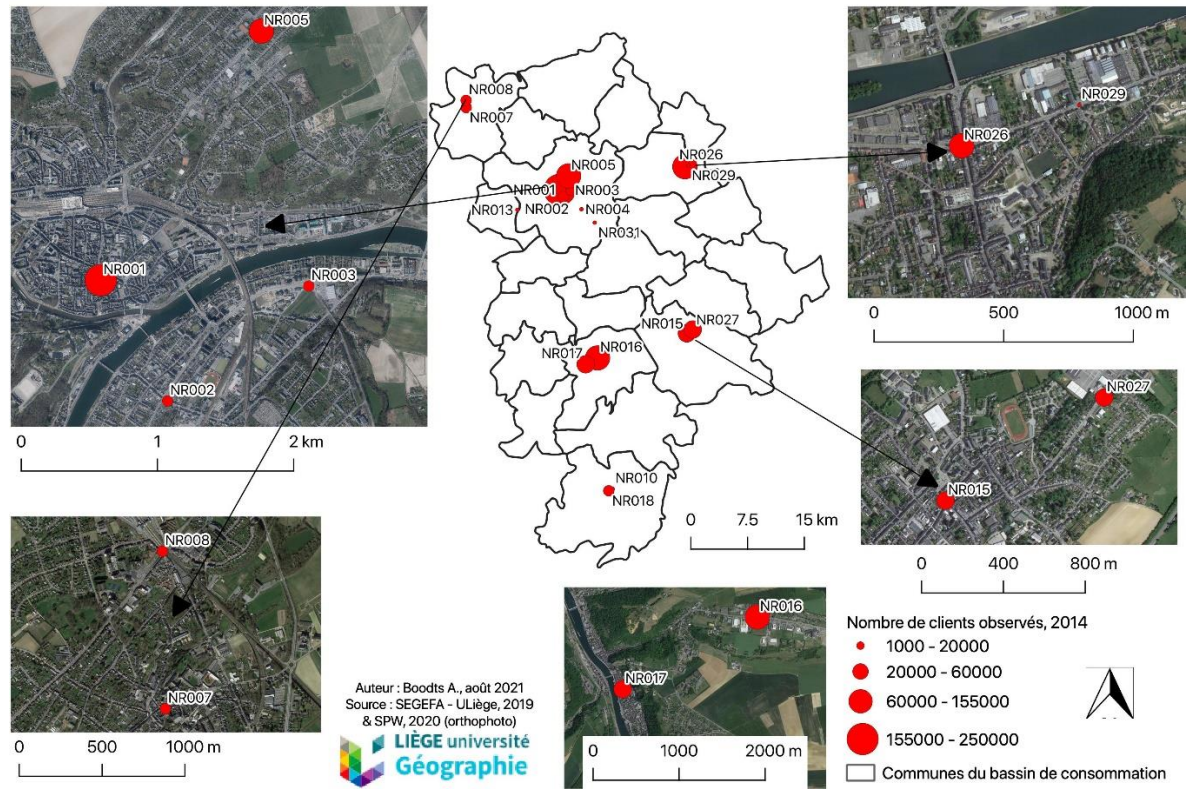 NR005
NR001
NR003
NR002
0 1 2 km
NR008
NR007
NR005
NR026
NR029
NR001
NR003
NR013
NR002
NR004
NR031
NR015
NR027
NR017
NR016
NR010
NR018
0 7.5 15 km
NR029
NR026
0 500 1000 m
NR027
NR015
0 400 800 m
NR008
NR007
0 500 1000 m
NR016
NR017
0 1000 2000 m
Auteur : Boodts A., août 2021
Source : SEGEFA - ULiège, 2019
& SPW, 2020 (orthophoto)
LIÈGE université
Géographie
Nombre de clients observés, 2014
1000 - 20000
20000 - 60000
60000 - 155000
155000 - 250000
Communes du bassin de consommation